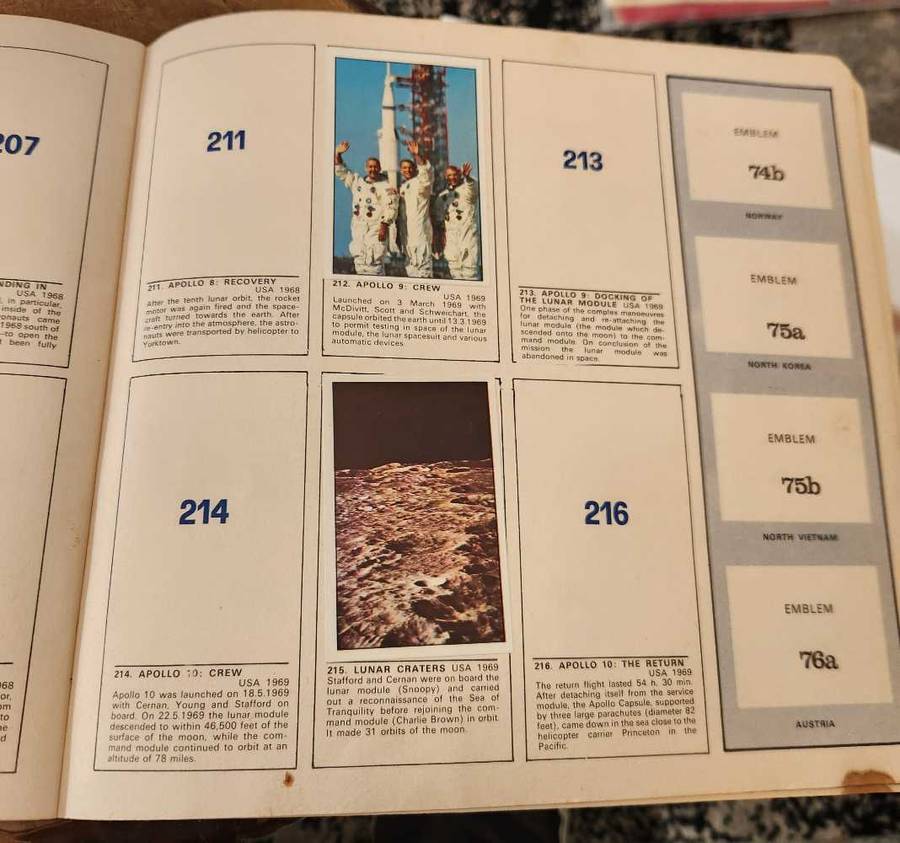 207
NDING IN
USA 1968
, in particular,
inside of the
ronauts came
1968 south of
—to open the
t been fully
211
211. APOLLO 8: RECOVERY
USA 1968
After the tenth lunar orbit, the rocket
motor was again fired and the space-
craft turned towards the earth. After
re-entry into the atmosphere, the astro-
nauts were transported by helicopter to
Yorktown.
212. APOLLO 9: CREW
USA 1969
Launched on 3 March 1969 with
McDivitt, Scott and Schweichart, the
capsule orbited the earth until 13.3.1969
to permit testing in space of the lunar
module, the lunar spacesuit and various
automatic devices
213
213. APOLLO 9: DOCKING OF
THE LUNAR MODULE USA 1969
One phase of the complex manoeuvres
for detaching and re-attaching the
lunar module (the module which de-
scended onto the moon) to the com-
mand module. On conclusion of the
mission the lunar module was
abandoned in space.
EMBLEM
74b
NORWAY
EMBLEM
75a
NORTH KOREA
EMBLEM
75b
NORTH VIETNAM
EMBLEM
76a
AUSTRIA
968
or,
om
to
he
d
214
214. APOLLO 10: CREW
USA 1969
Apollo 10 was launched on 18.5.1969
with Cernan, Young and Stafford on
board. On 22.5.1969 the lunar module
descended to within 46,500 feet of the
surface of the moon, while the com-
mand module continued to orbit at an
altitude of 78 miles.
215. LUNAR CRATERS USA 1969
Stafford and Cernan were on board the
lunar module (Snoopy) and carried
out a reconnaissance of the Sea of
Tranquility before rejoining the com-
mand module (Charlie Brown) in orbit
It made 31 orbits of the moon.
216
216. APOLLO 10: THE RETURN
USA 1969
The return flight lasted 54 h. 30 min.
After detaching itself from the service
module, the Apollo Capsule, supported
by three large parachutes (diameter 82
feet), came down in the sea close to the
helicopter carrier Princeton in the
Pacific.